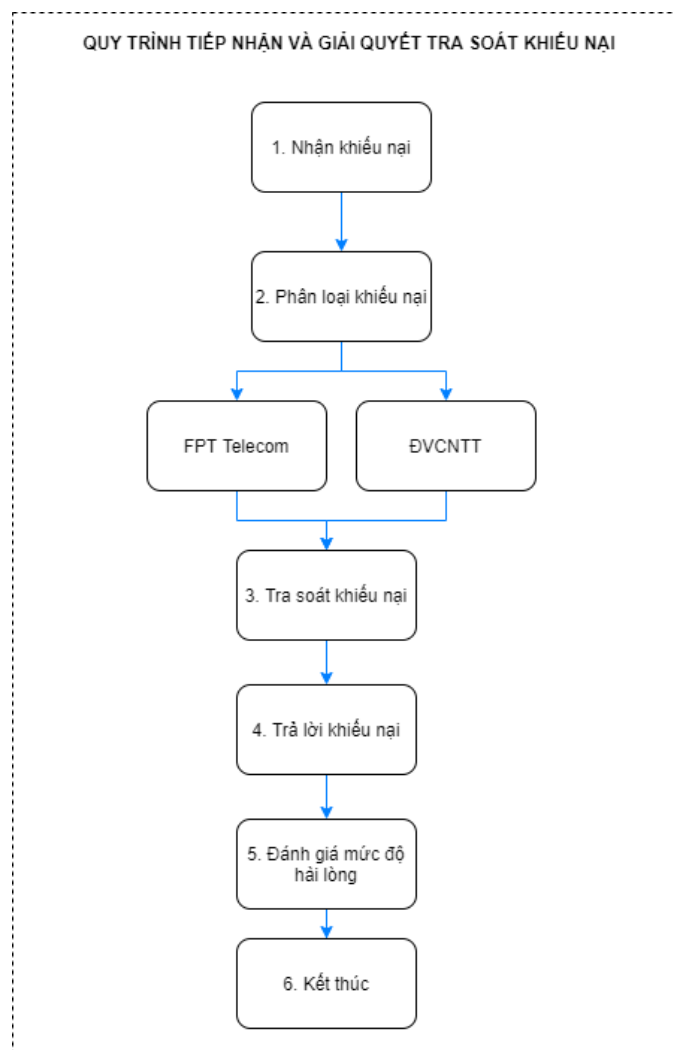 QUY TRÌNH TIẾP NHẬN VÀ GIẢI QUYẾT TRA SOÁT KHIẾU NẠI
1. Nhận khiếu nại
2. Phân loại khiếu nại
FPT Telecom
ĐVCNTT
3. Tra soát khiếu nại
4. Trả lời khiếu nại
5. Đánh giá mức độ
hài lòng
6. Kết thúc